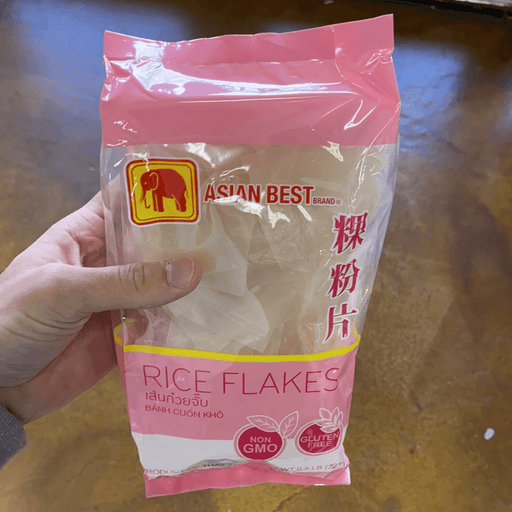 ASIAN BEST BRAND®
粿粉片
RICE FLAKES
เส้นก๋วยจั๊บ
BÁNH CUỐN KHÔ
NON GMO
GLUTEN FREE